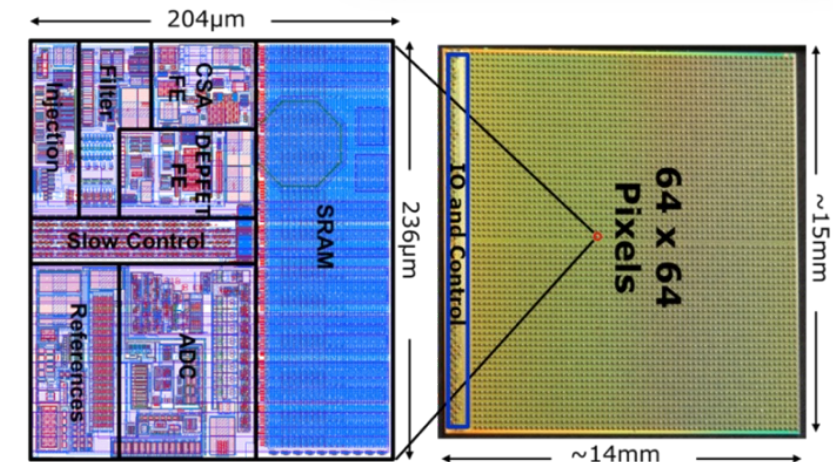 204µm
Injection
Filter
CSA
FE
DEPFET
FE
Slow Control
SRAM
References
ADC
236µm
IO and Control
64 x 64
Pixels
~15mm
~14mm